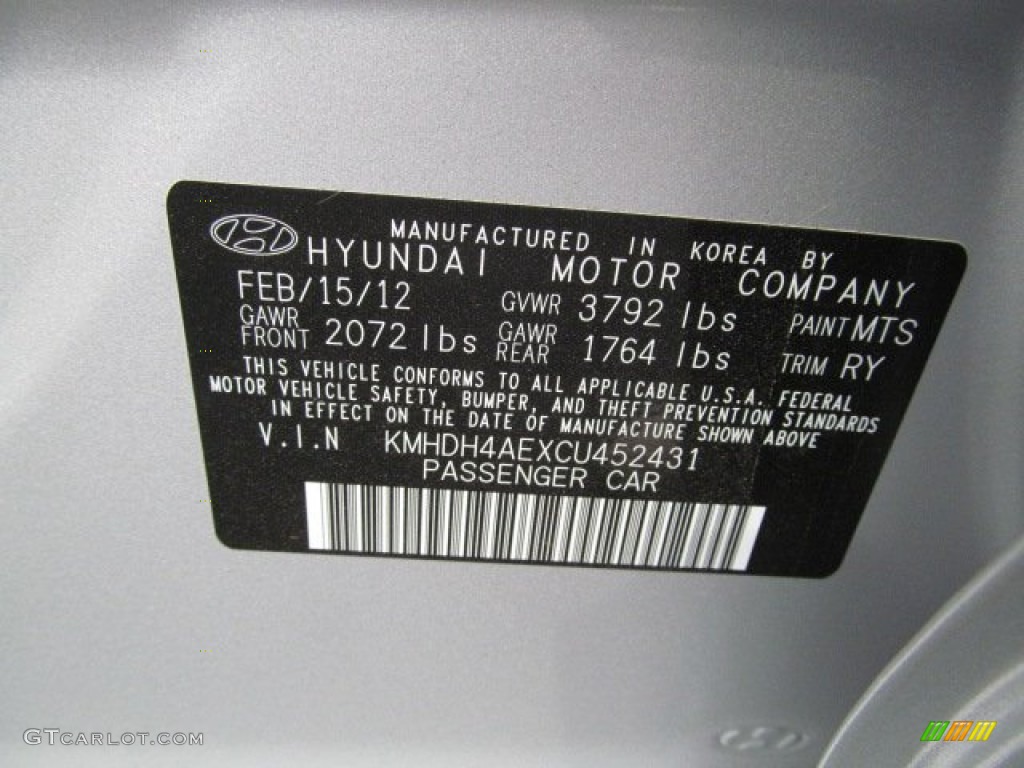 MANUFACTURED IN KOREA BY
HYUNDAI MOTOR COMPANY
FEB/15/12 GVWR 3792 lbs PAINT MTS
GAWR FRONT 2072 lbs GAWR REAR 1764 lbs TRIM RY
THIS VEHICLE CONFORMS TO ALL APPLICABLE U.S.A. FEDERAL
MOTOR VEHICLE SAFETY, BUMPER, AND THEFT PREVENTION STANDARDS
IN EFFECT ON THE DATE OF MANUFACTURE SHOWN ABOVE
V.I.N KMHDH4AEXCU452431
PASSENGER CAR
GTCARLOT.COM